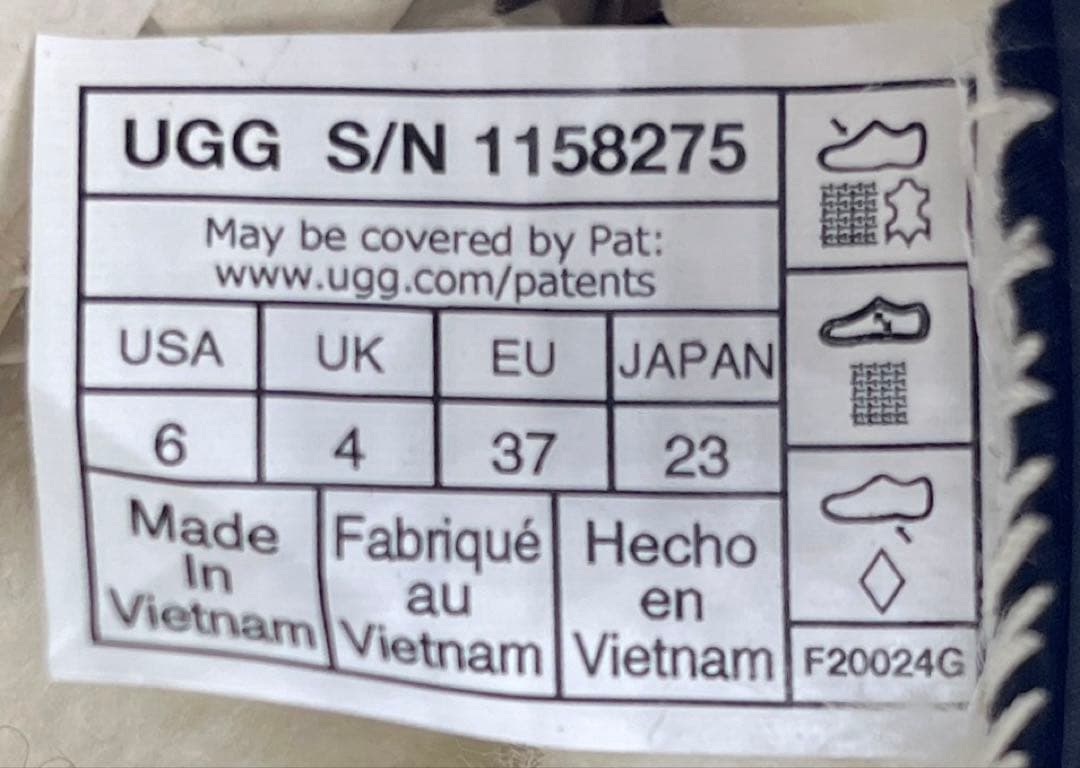 UGG S/N 1158275
May be covered by Pat:
www.ugg.com/patents
USA UK EU JAPAN
6 4 37 23
Made
In
Vietnam
Fabriqué
au
Vietnam
Hecho
en
Vietnam
F20024G